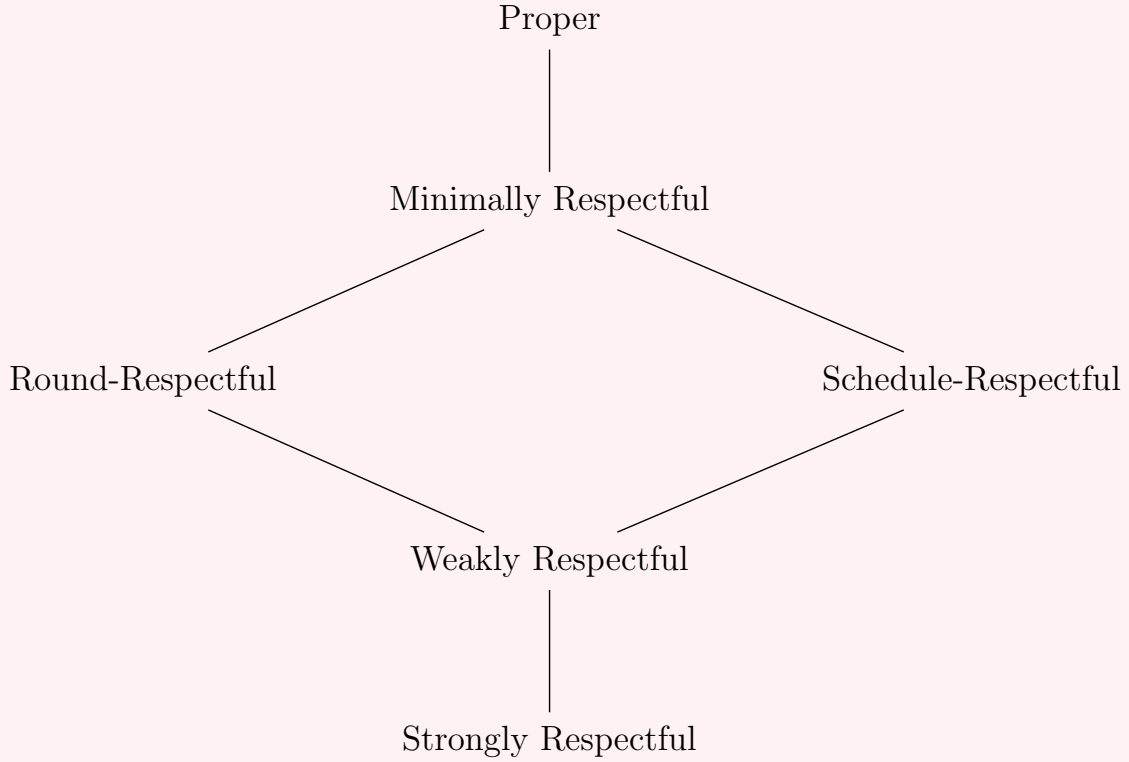 Proper
Minimally Respectful
Round-Respectful
Schedule-Respectful
Weakly Respectful
Strongly Respectful